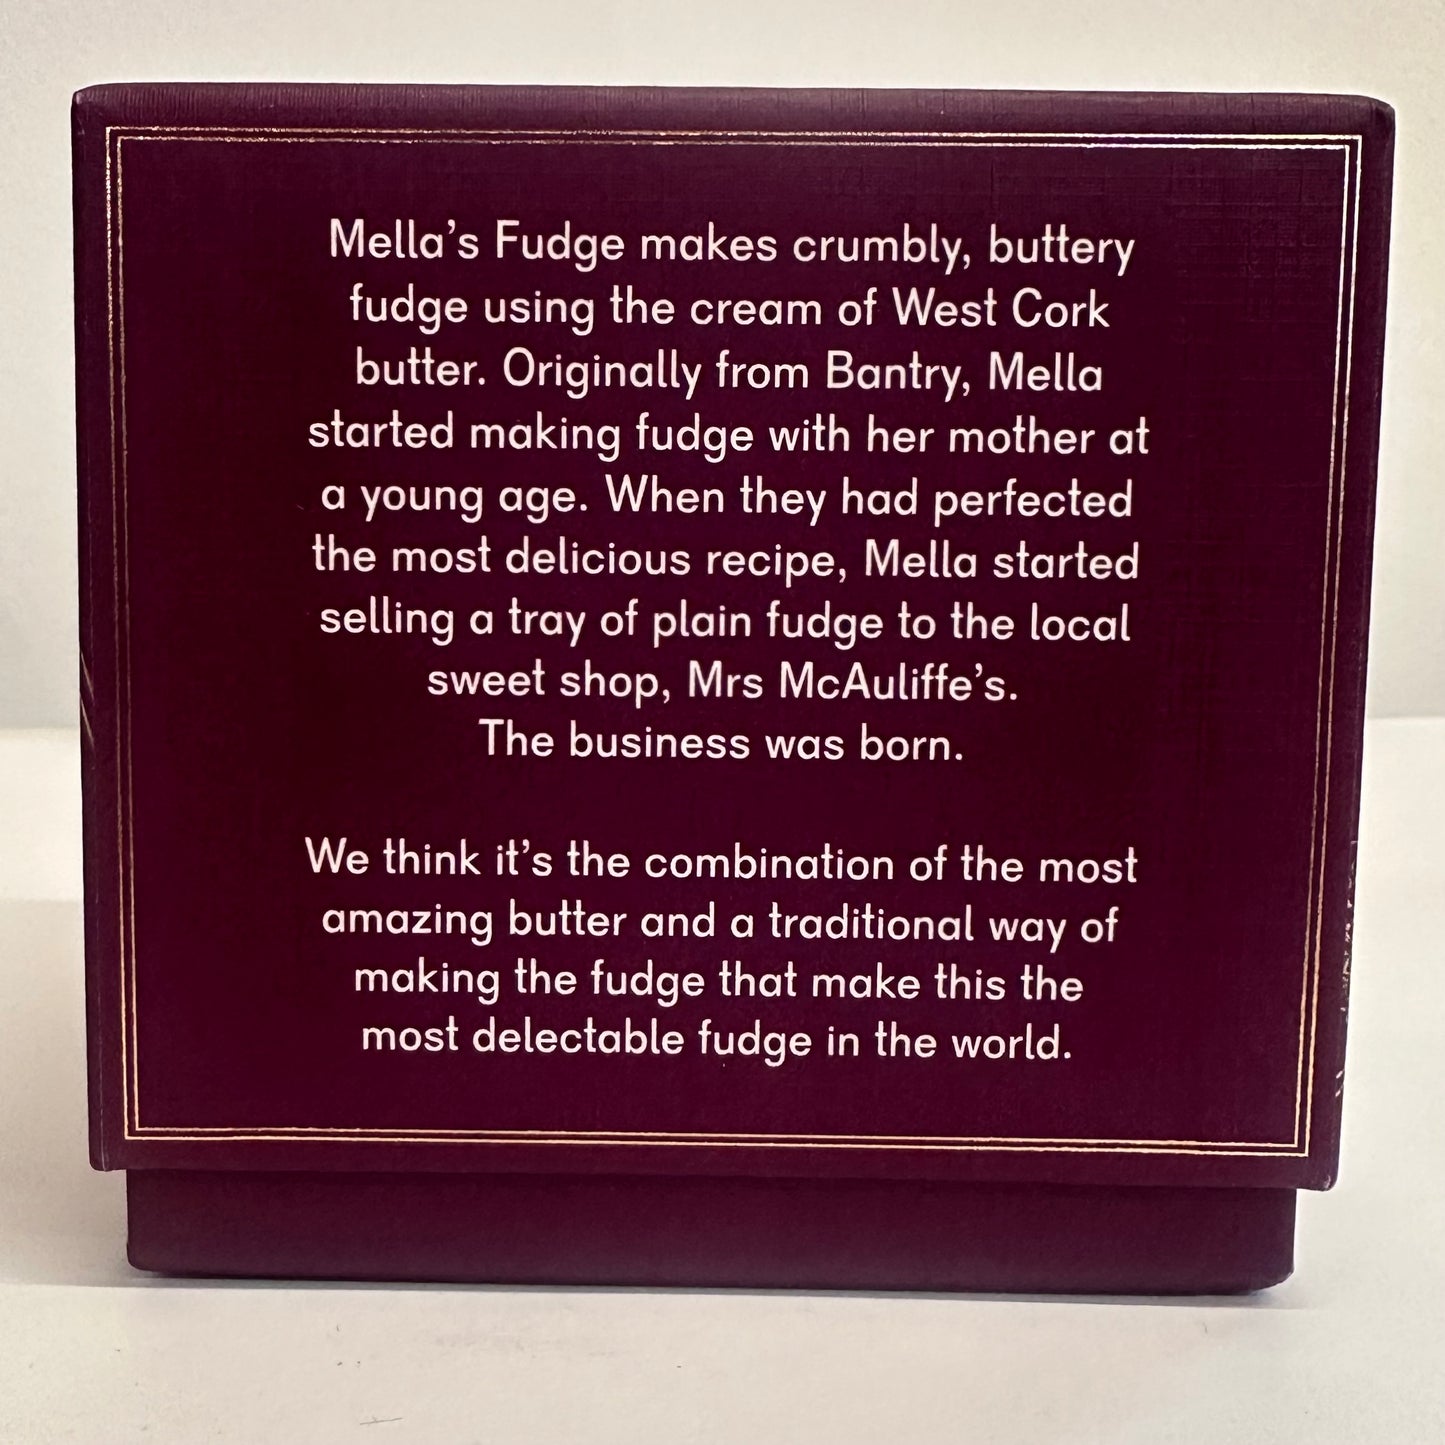 Mella's Fudge makes crumbly, buttery
fudge using the cream of West Cork
butter. Originally from Bantry, Mella
started making fudge with her mother at
a young age. When they had perfected
the most delicious recipe, Mella started
selling a tray of plain fudge to the local
sweet shop, Mrs McAuliffe's.
The business was born.
We think it's the combination of the most
amazing butter and a traditional way of
making the fudge that make this the
most delectable fudge in the world.